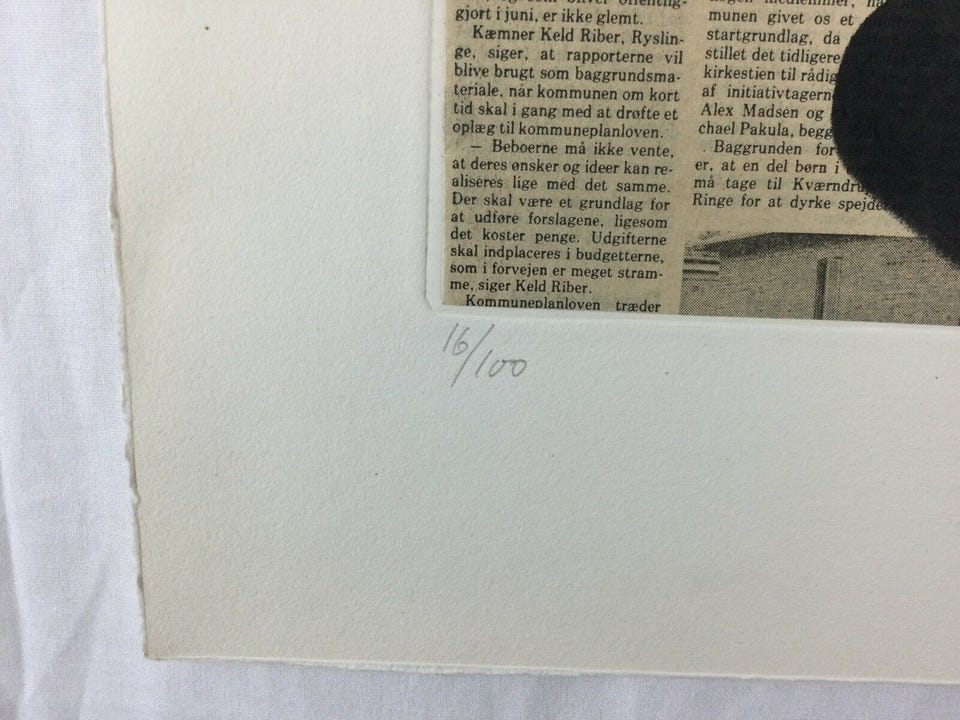 gjort i juni, er ikke glemt.
Kæmner Keld Riber, Ryslin-
ge, siger, at rapporterne vil
blive brugt som baggrundsma-
teriale, når kommunen om kort
tid skal i gang med at drøfte et
oplæg til kommuneplanloven.
— Beboerne må ikke vente,
at deres ønsker og ideer kan re-
aliseres lige med det samme.
Der skal være et grundlag for
at udføre forslagene, ligesom
det koster penge. Udgifterne
skal indplaceres i budgetterne,
som i forvejen er meget stram-
me, siger Keld Riber.
Kommuneplanloven træder
munen givet os et
startgrundlag, da
stillet det tidligere
kirkestien til rådig
af initiativtagern
Alex Madsen og
chael Pakula, begg
. Baggrunden for
er, at en del børn i
må tage til Kværndru
Ringe for at dyrke spejde
16/100